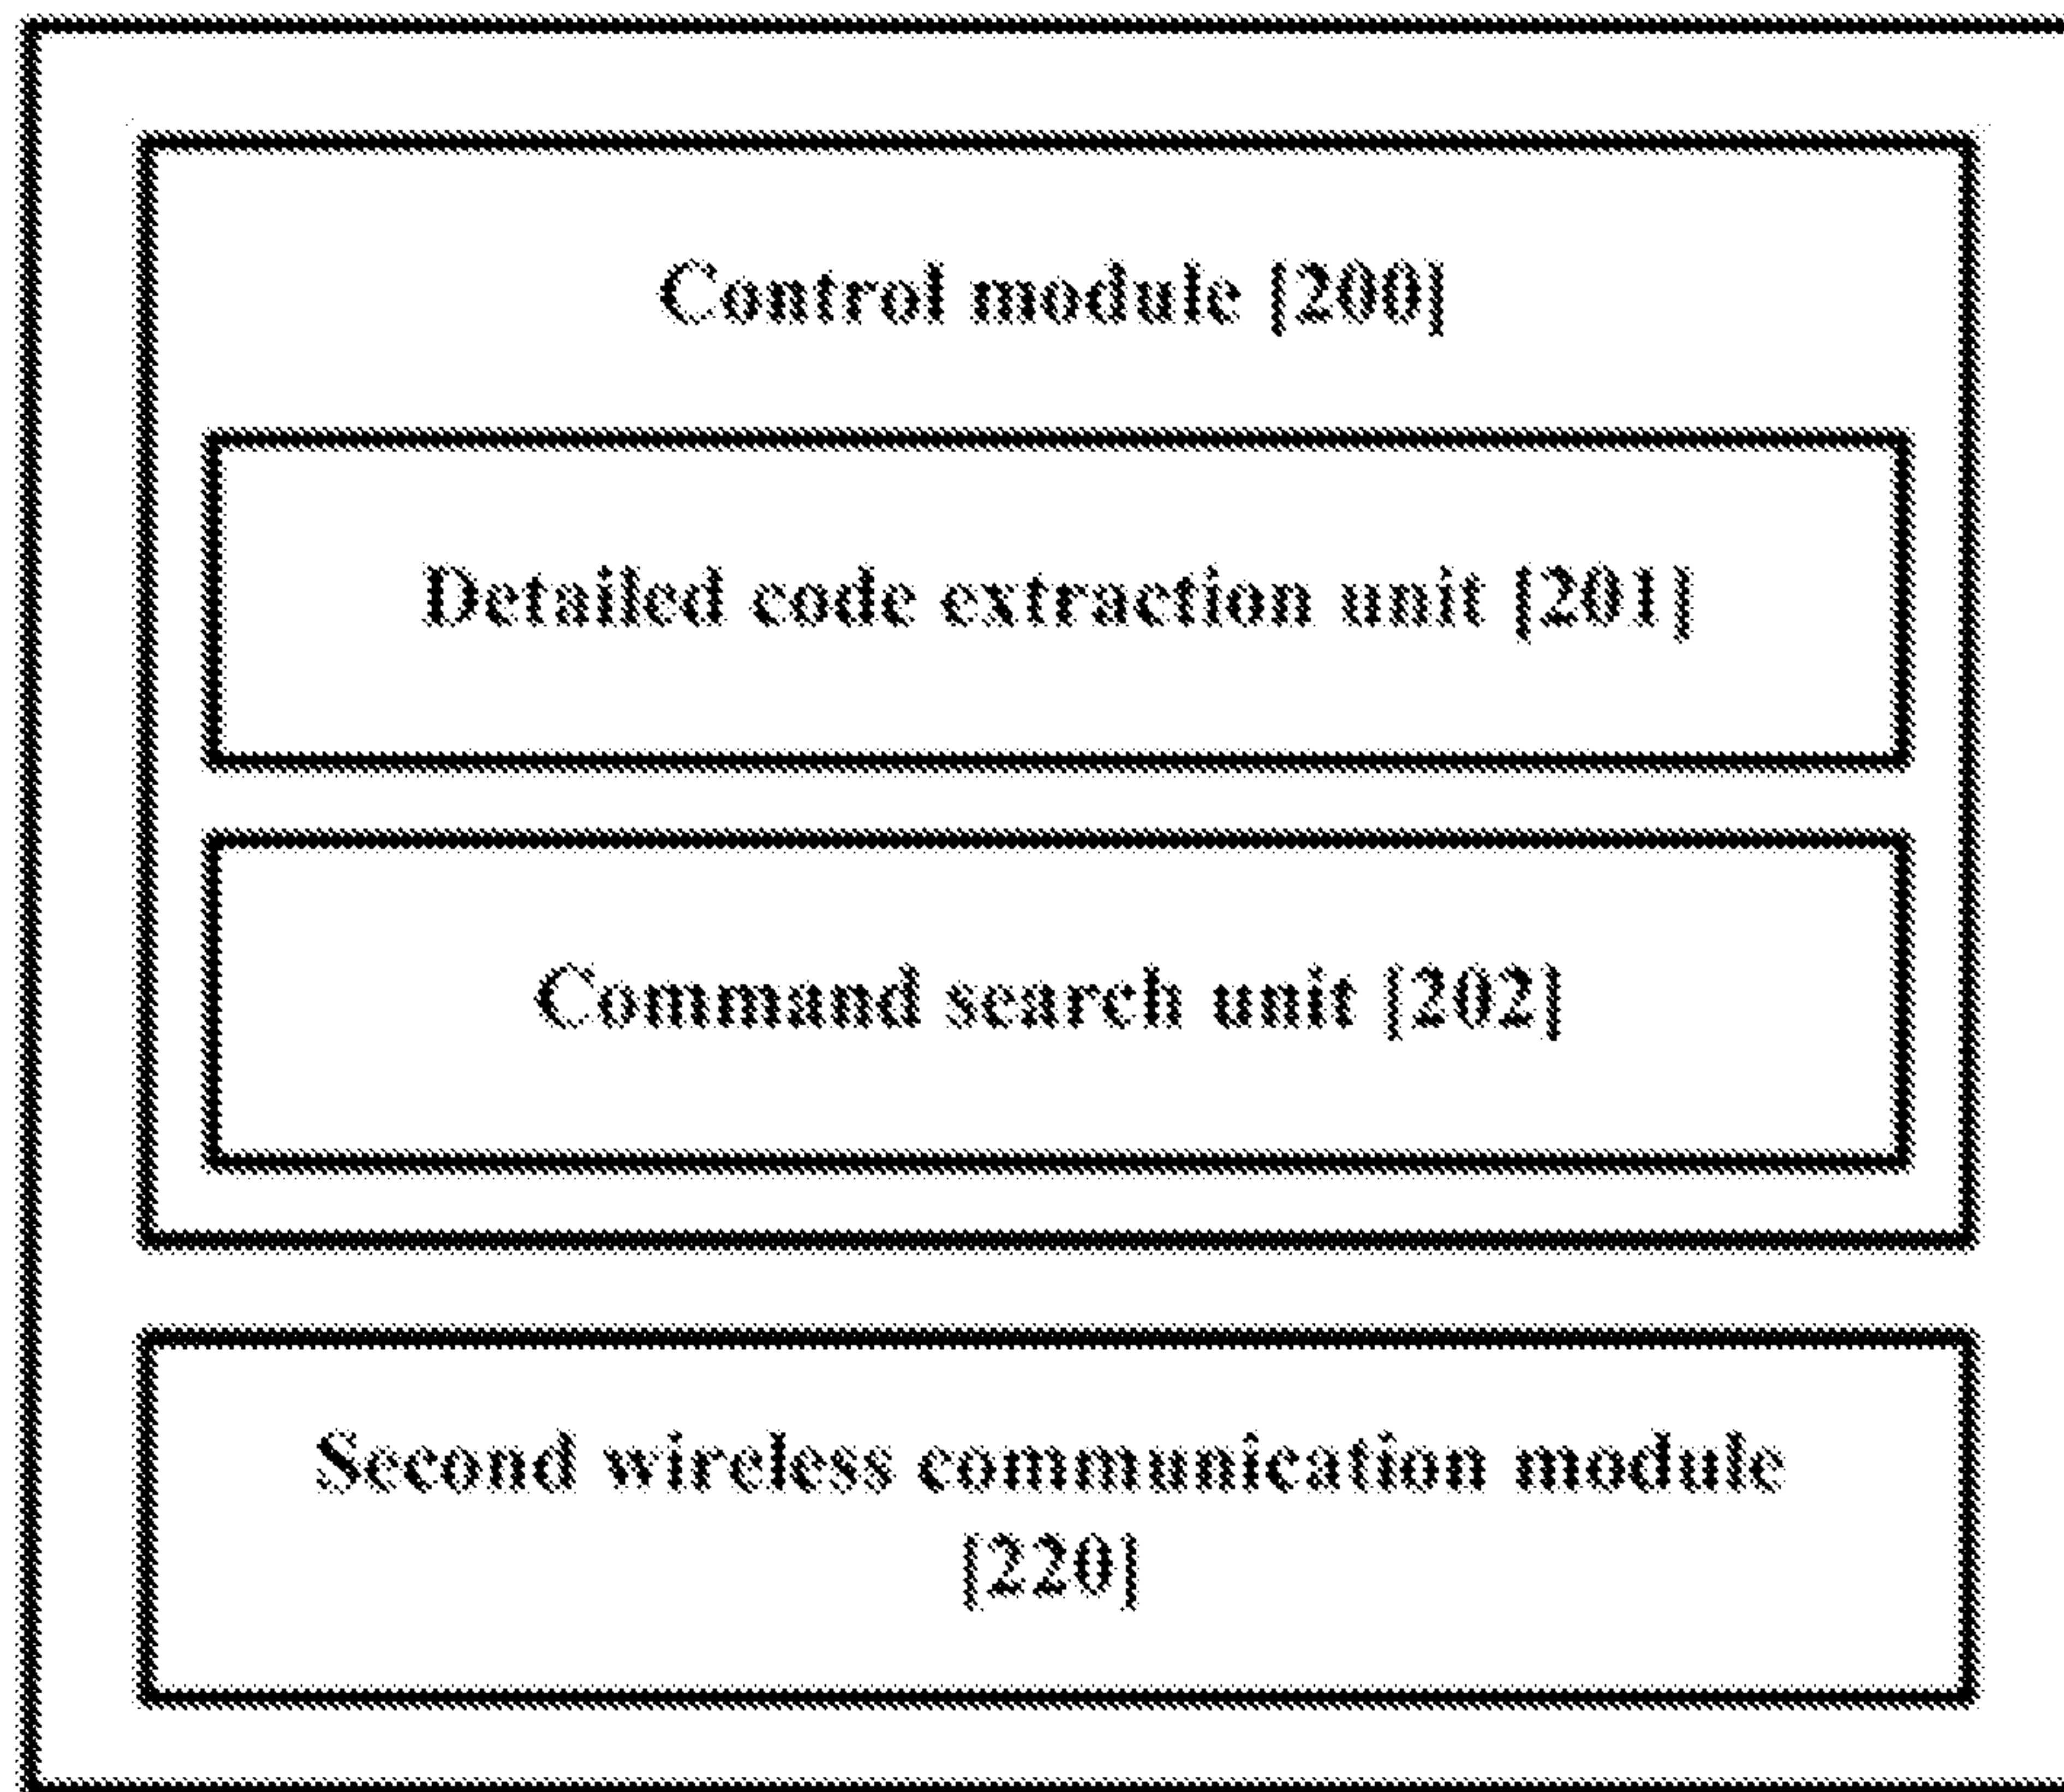 Control module [200]
Detailed code extraction unit [201]
Command search unit [202]
Second wireless communication module
[220]